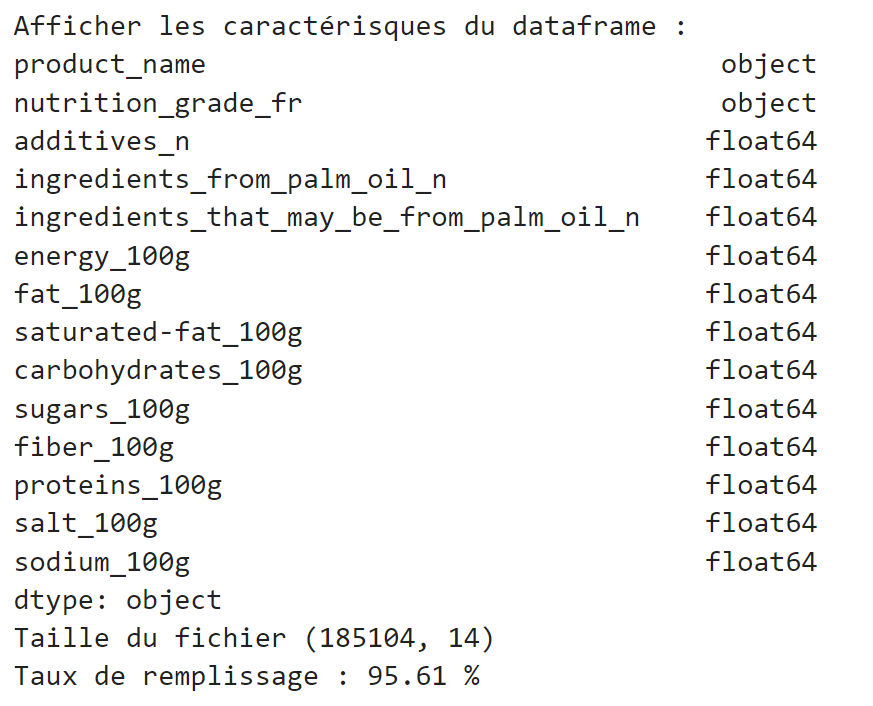 Afficher les caractérisques du dataframe :
product_name object
nutrition_grade_fr object
additives_n float64
ingredients_from_palm_oil_n float64
ingredients_that_may_be_from_palm_oil_n float64
energy_100g float64
fat_100g float64
saturated-fat_100g float64
carbohydrates_100g float64
sugars_100g float64
fiber_100g float64
proteins_100g float64
salt_100g float64
sodium_100g float64
dtype: object
Taille du fichier (185104, 14)
Taux de remplissage : 95.61 %